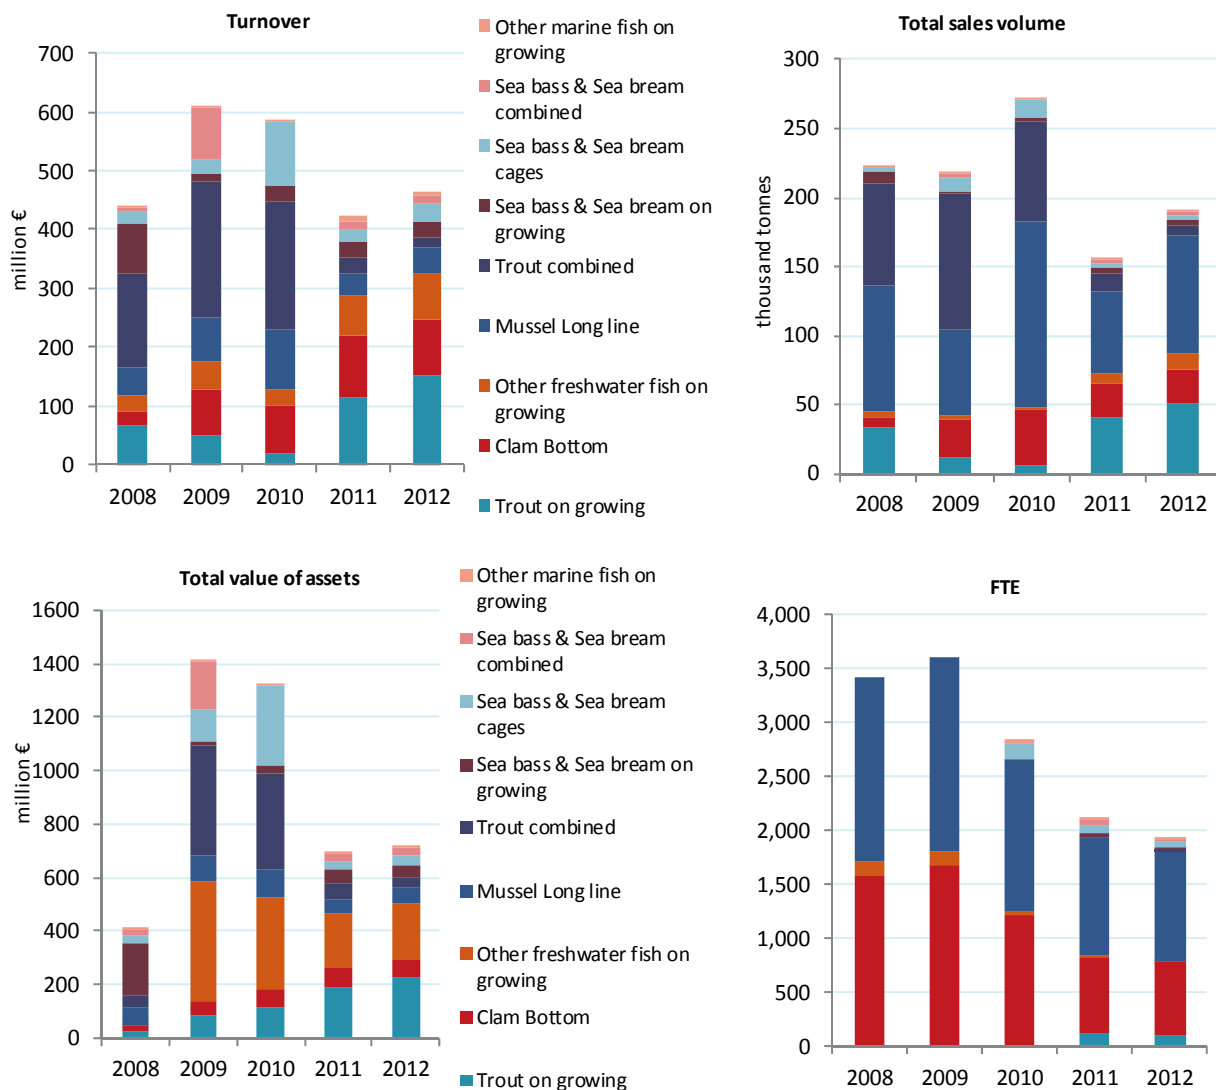 Turnover
700
600
500
400
300
200
100
0
million €
2008 2009 2010 2011 2012
Other marine fish on
growing
Sea bass & Sea bream
combined
Sea bass & Sea bream
cages
Sea bass & Sea bream on
growing
Trout combined
Mussel Long line
Other freshwater fish on
growing
Clam Bottom
Trout on growing
Total sales volume
300
250
200
150
100
50
0
thousand tonnes
2008 2009 2010 2011 2012
Total value of assets
1600
1400
1200
1000
800
600
400
200
0
million €
2008 2009 2010 2011 2012
Other marine fish on
growing
Sea bass & Sea bream
combined
Sea bass & Sea bream
cages
Sea bass & Sea bream on
growing
Trout combined
Mussel Long line
Other freshwater fish on
growing
Clam Bottom
Trout on growing
FTE
4,000
3,500
3,000
2,500
2,000
1,500
1,000
500
0
2008 2009 2010 2011 2012